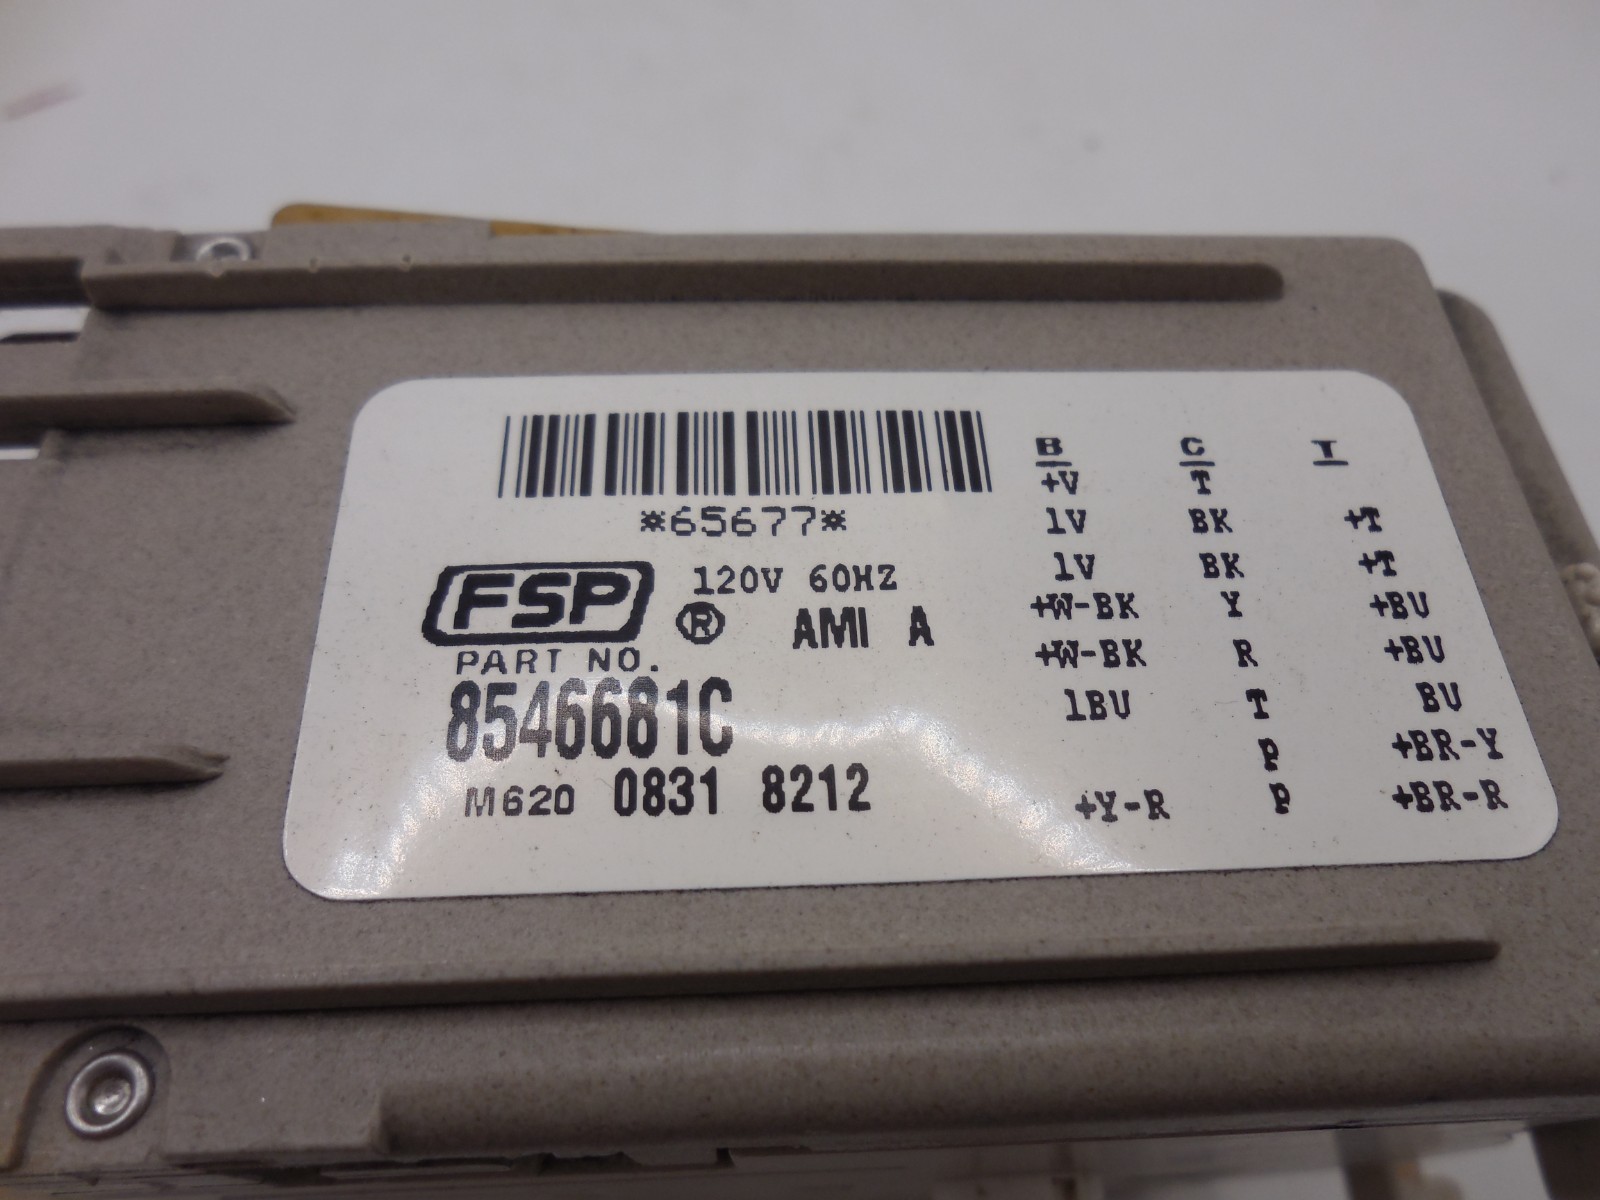 *65677*
FSP ® 120V 60HZ
AMI A
PART NO.
8546681C
M620 0831 8212
B C T
+V T
1V BK +T
1V BK +T
+W-BK Y +BU
+W-BK R +BU
1BU T BU
P +BR-Y
+Y-R P +BR-R